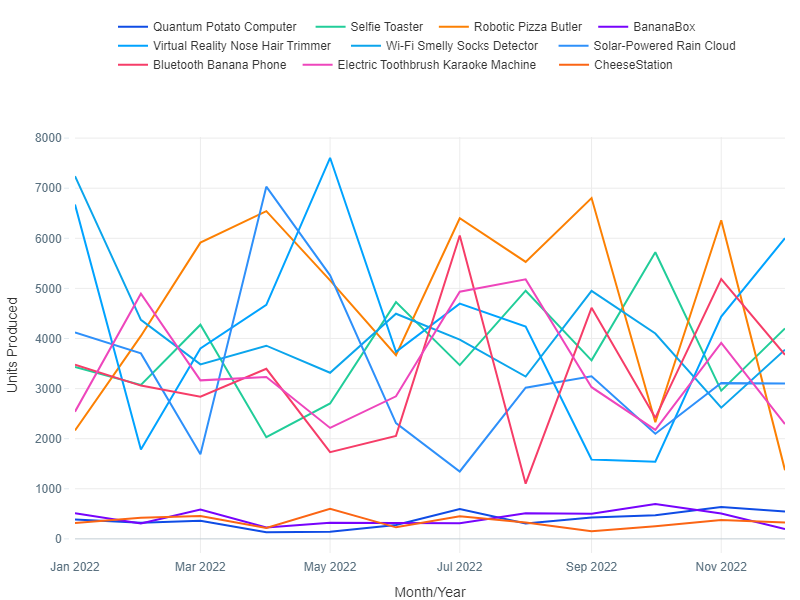 Quantum Potato Computer Selfie Toaster Robotic Pizza Butler BananaBox
Virtual Reality Nose Hair Trimmer Wi-Fi Smelly Socks Detector Solar-Powered Rain Cloud
Bluetooth Banana Phone Electric Toothbrush Karaoke Machine CheeseStation
8000
7000
6000
5000
4000
3000
2000
1000
0
Units Produced
Jan 2022 Mar 2022 May 2022 Jul 2022 Sep 2022 Nov 2022
Month/Year